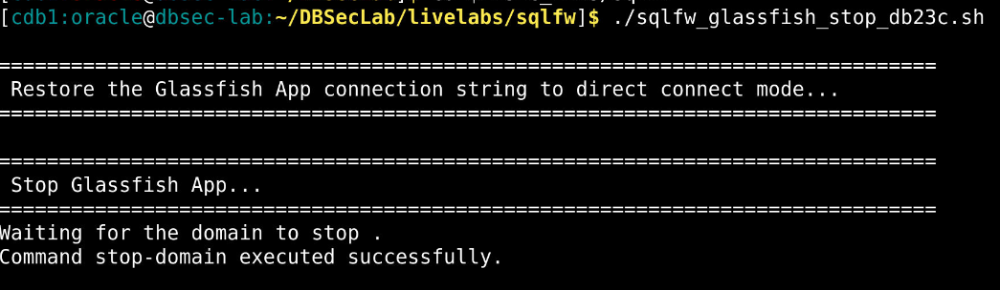 [cdb1:oracle@dbsec-lab:~/DBSecLab/livelabs/sqlfw]$ ./sqlfw_glassfish_stop_db23c.sh
==============================================================================
Restore the Glassfish App connection string to direct connect mode...
==============================================================================
==============================================================================
Stop Glassfish App...
==============================================================================
Waiting for the domain to stop .
Command stop-domain executed successfully.